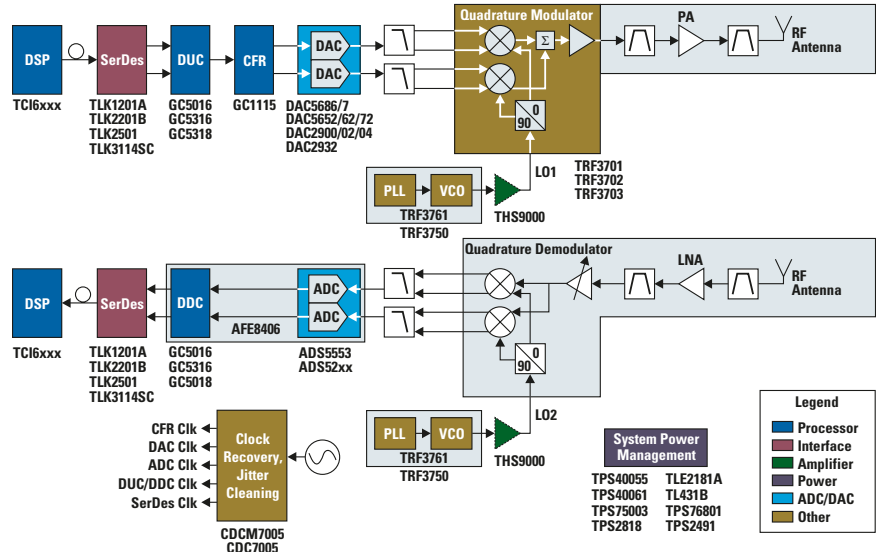 Quadrature Modulator
PA
RF
Antenna
DSP
SerDes
DUC
CFR
DAC
DAC
Σ
0
90
TCI6xxx
TLK1201A
TLK2201B
TLK2501
TLK3114SC
GC5016
GC5316
GC5318
GC1115
DAC5686/7
DAC5652/62/72
DAC2900/02/04
DAC2932
LO1
TRF3701
TRF3702
TRF3703
PLL
VCO
TRF3761
TRF3750
THS9000
Quadrature Demodulator
LNA
RF
Antenna
DSP
SerDes
DDC
ADC
ADC
AFE8406
0
90
TCI6xxx
TLK1201A
TLK2201B
TLK2501
TLK3114SC
GC5016
GC5316
GC5018
ADS5553
ADS52xx
LO2
PLL
VCO
TRF3761
TRF3750
THS9000
CFR Clk
DAC Clk
ADC Clk
DUC/DDC Clk
SerDes Clk
Clock
Recovery,
Jitter
Cleaning
CDCM7005
CDC7005
System Power
Management
TPS40055 TLE2181A
TPS40061 TL431B
TPS75003 TPS76801
TPS2818 TPS2491
Legend
Processor
Interface
Amplifier
Power
ADC/DAC
Other